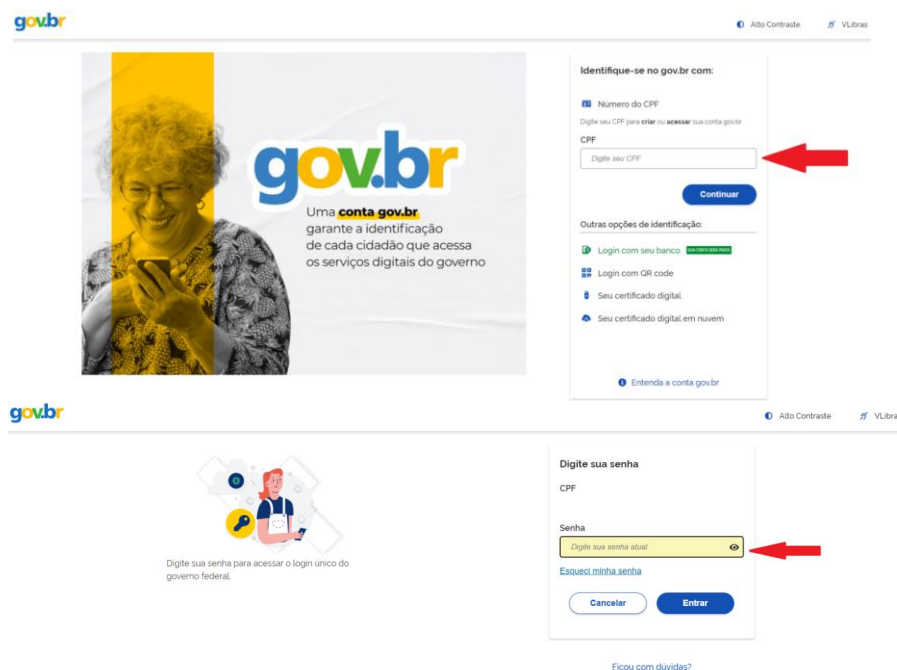 gov.br
Alto Contraste
VLibras
gov.br
Uma conta gov.br
garante a identificação
de cada cidadão que acessa
os serviços digitais do governo
Identifique-se no gov.br com:
Número do CPF
Digite seu CPF para criar ou acessar sua conta gov.br
CPF
Digite seu CPF
Continuar
Outras opções de identificação:
Login com seu banco SUA CONTA SERÁ PRATA
Login com QR code
Seu certificado digital
Seu certificado digital em nuvem
Entenda a conta gov.br
gov.br
Alto Contraste
VLibra
Digite sua senha para acessar o login único do
governo federal.
Digite sua senha
CPF
Senha
Digite sua senha atual
Esqueci minha senha
Cancelar
Entrar
Ficou com dúvidas?